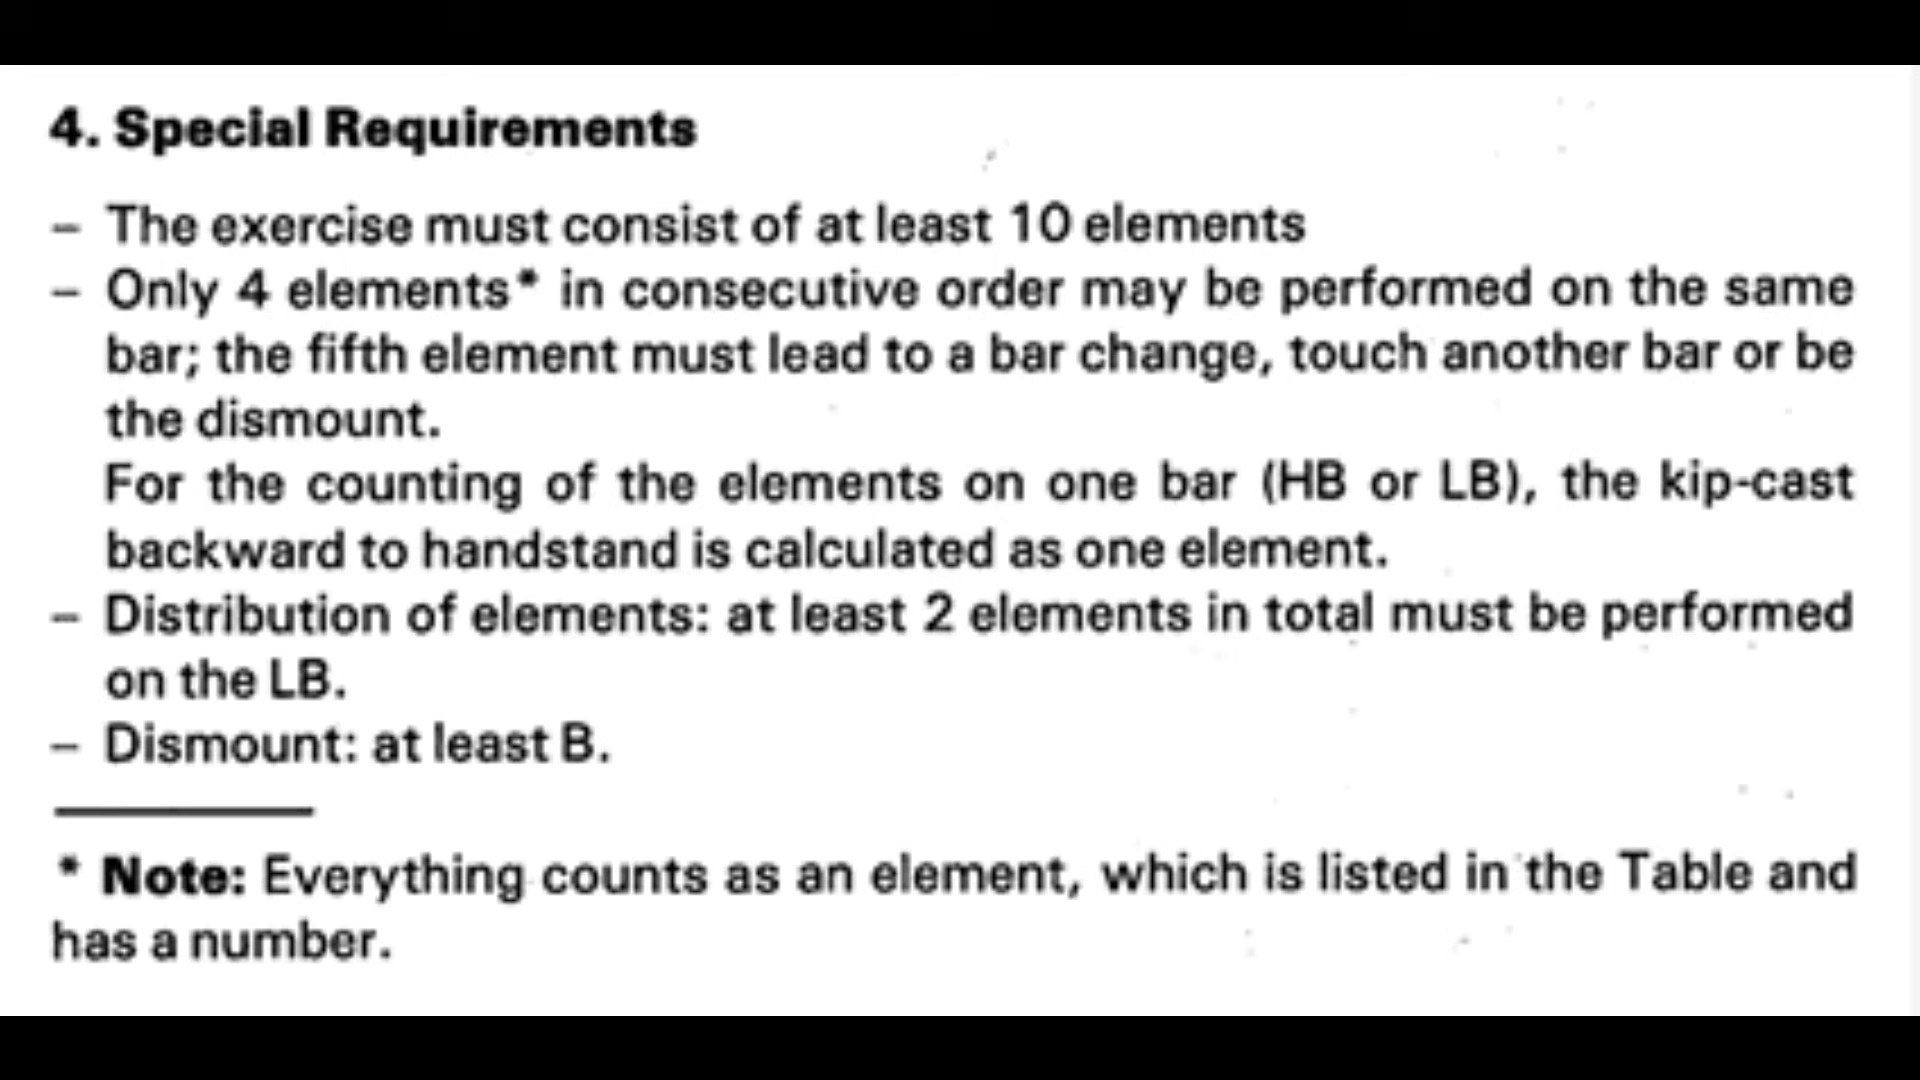 4. Special Requirements
– The exercise must consist of at least 10 elements
– Only 4 elements* in consecutive order may be performed on the same
bar; the fifth element must lead to a bar change, touch another bar or be
the dismount.
For the counting of the elements on one bar (HB or LB), the kip-cast
backward to handstand is calculated as one element.
– Distribution of elements: at least 2 elements in total must be performed
on the LB.
– Dismount: at least B.
* Note: Everything counts as an element, which is listed in the Table and
has a number.